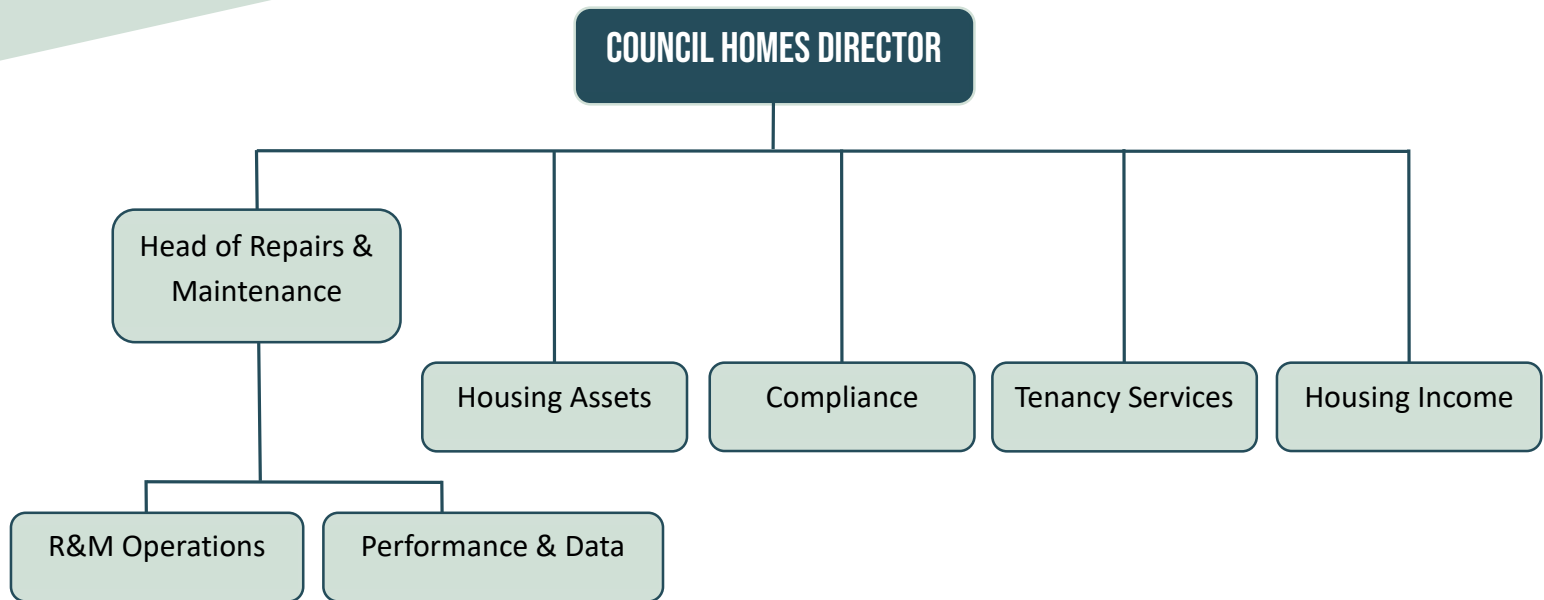 COUNCIL HOMES DIRECTOR
Head of Repairs &
Maintenance
Housing Assets
Compliance
Tenancy Services
Housing Income
R&M Operations
Performance & Data